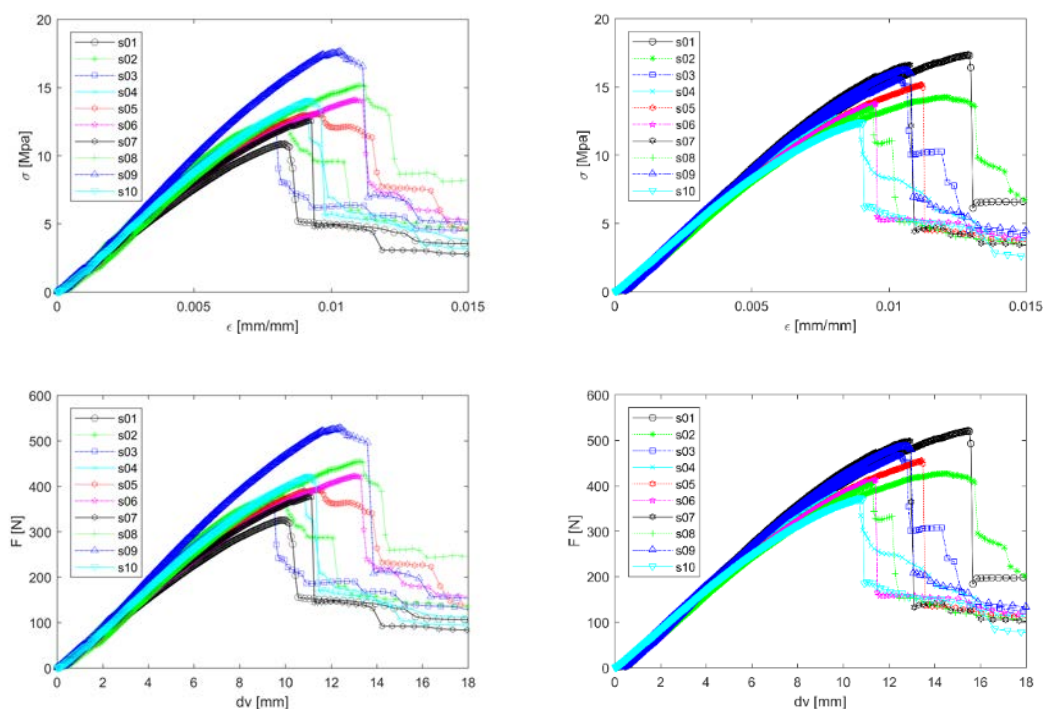 20
15
10
5
0
σ [Mpa]
s01
s02
s03
s04
s05
s06
s07
s08
s09
s10
0 0.005 0.01 0.015
ϵ [mm/mm]
20
15
10
5
0
σ [Mpa]
s01
s02
s03
s04
s05
s06
s07
s08
s09
s10
0 0.005 0.01 0.015
ϵ [mm/mm]
600
500
400
300
200
100
0
F [N]
s01
s02
s03
s04
s05
s06
s07
s08
s09
s10
0 2 4 6 8 10 12 14 16 18
dv [mm]
600
500
400
300
200
100
0
F [N]
s01
s02
s03
s04
s05
s06
s07
s08
s09
s10
0 2 4 6 8 10 12 14 16 18
dv [mm]